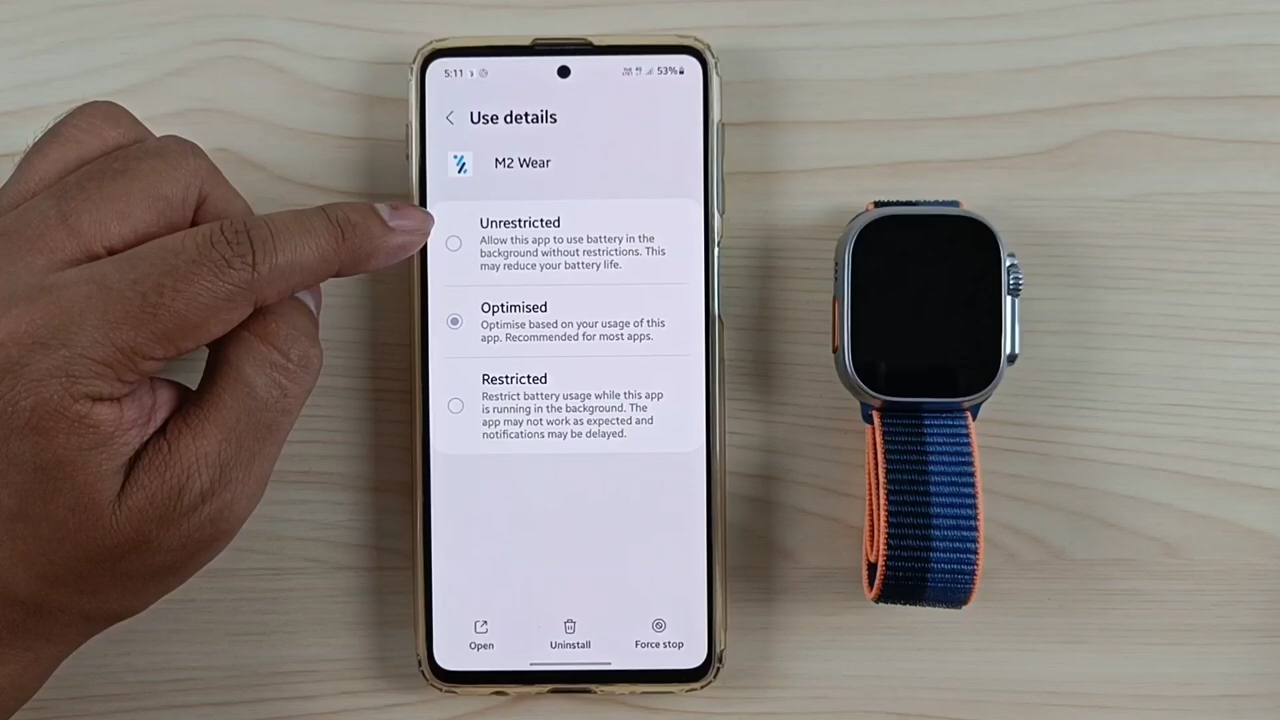 5:11
53%
Use details
M2 Wear
Unrestricted
Allow this app to use battery in the
background without restrictions. This
may reduce your battery life.
Optimised
Optimise based on your usage of this
app. Recommended for most apps.
Restricted
Restrict battery usage while this app
is running in the background. The
app may not work as expected and
notifications may be delayed.
Open
Uninstall
Force stop